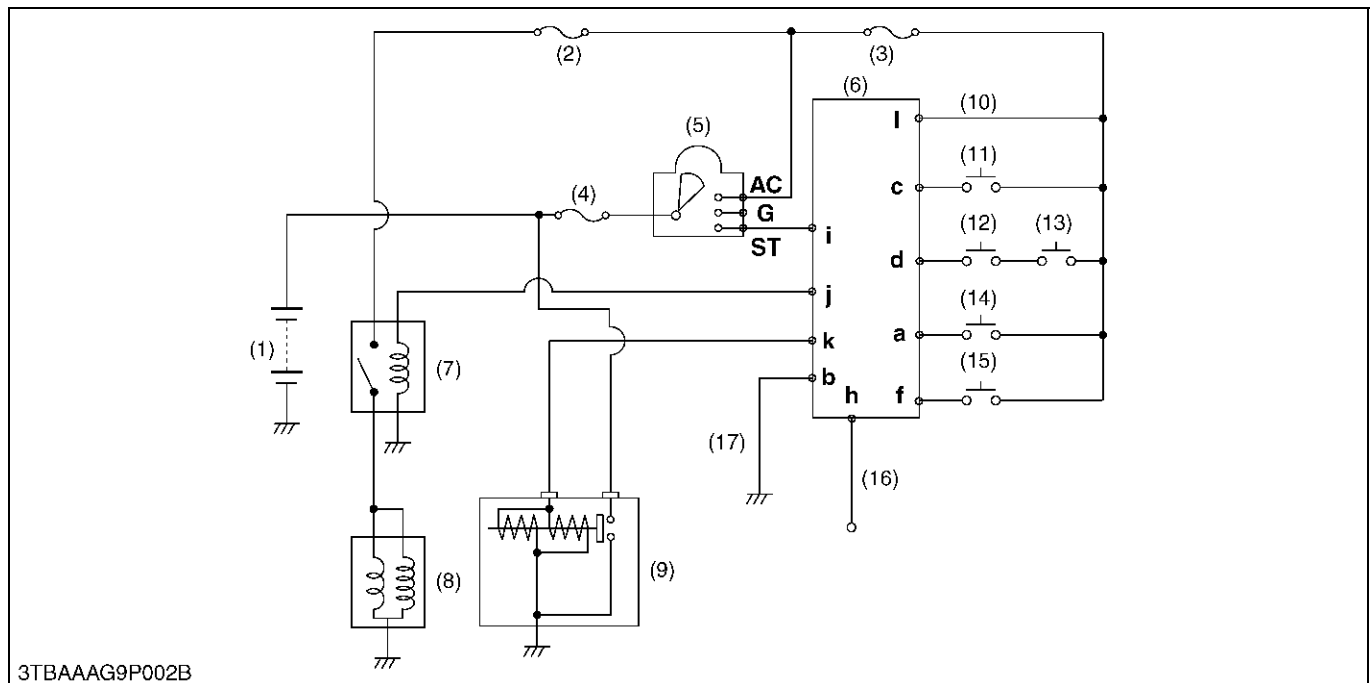 (2)
(3)
(6)
(10)
l
(5)
(11)
(4)
AC
c
G
(12)
(13)
ST
i
d
j
(14)
(1)
(7)
k
a
b
(15)
h
f
(17)
(16)
(8)
(9)
3TBAAAG9P002B